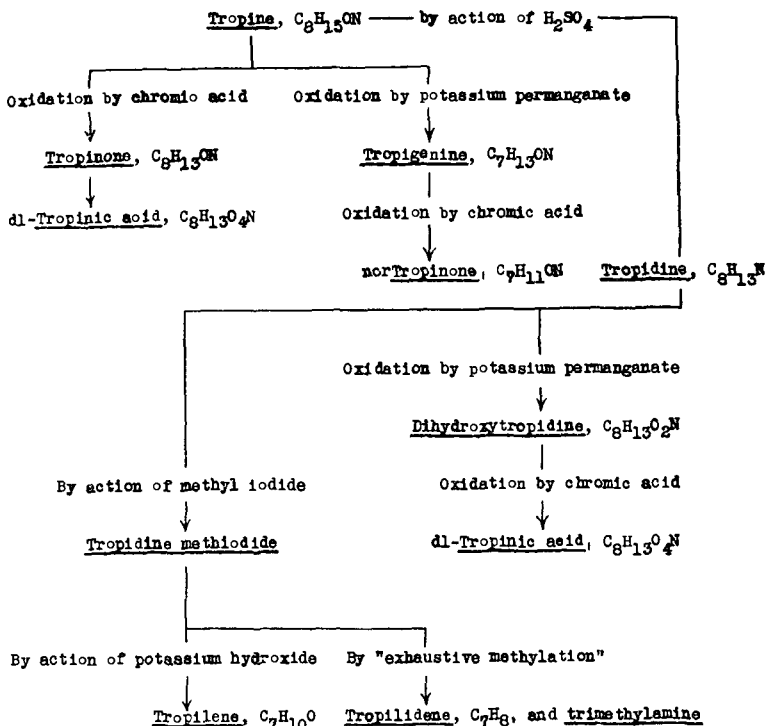 Tropine, C8H15ON — by action of H2SO4
Oxidation by chromic acid
Oxidation by potassium permanganate
Tropinone, C8H13ON
Tropigenine, C7H13ON
dl-Tropinic acid, C8H13O4N
Oxidation by chromic acid
norTropinone, C7H11ON
Tropidine, C8H13N
Oxidation by potassium permanganate
Dihydroxytropidine, C8H13O2N
By action of methyl iodide
Oxidation by chromic acid
Tropidine methiodide
dl-Tropinic acid, C8H13O4N
By action of potassium hydroxide
By "exhaustive methylation"
Tropilene, C7H10O
Tropilidene, C7H8, and trimethylamine